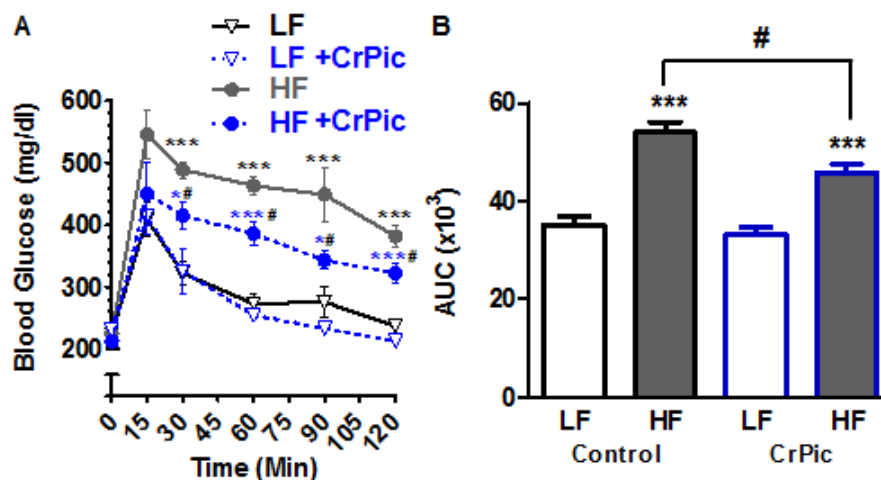 A
LF
LF +CrPic
HF
HF +CrPic
Blood Glucose (mg/dl)
600
500
400
300
200
***
***
***
***
*#
***#
*#
***#
0 15 30 45 60 75 90 105 120
Time (Min)
B
#
AUC (x10³)
60
40
20
0
***
***
LF HF LF HF
Control CrPic